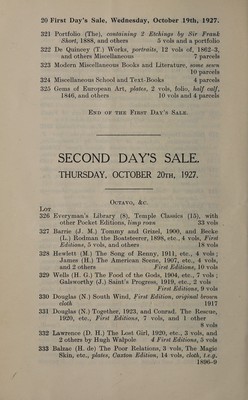 20 First Day's Sale, Wednesday, October 19th, 1927.
321 Portfolio (The), containing 2 Etchings by Sir Frank
Short, 1888, and others 5 vols and a portfolio
322 De Quincey (T.) Works, portraits, 12 vols of, 1862-3,
and others Miscellaneous 7 parcels
323 Modern Miscellaneous Books and Literature, some sewn
10 parcels
324 Miscellaneous School and Text-Books 4 parcels
325 Gems of European Art, plates, 2 vols, folio, half calf,
1846, and others 10 vols and 4 parcels
END OF THE FIRST DAY'S SALE.
SECOND DAY'S SALE.
THURSDAY, OCTOBER 20TH, 1927.
OCTAVO, &C.
LOT
326 Everyman's Library (8), Temple Classics (15), with
other Pocket Editions, limp roan 33 vols
327 Barrie (J. M.) Tommy and Grizel, 1900, and Becke
(L.) Rodman the Boatsteerer, 1898, etc., 4 vols, First
Editions, 5 vols, and others 18 vols
328 Hewlett (M.) The Song of Renny, 1911, etc., 4 vols;
James (H.) The American Scene, 1907, etc., 4 vols,
and 2 others First Editions, 10 vols
329 Wells (H. G.) The Food of the Gods, 1904, etc., 7 vols;
Galsworthy (J.) Saint's Progress, 1919, etc., 2 vols
First Editions, 9 vols
330 Douglas (N.) South Wind, First Edition, original brown
cloth 1917
331 Douglas (N.) Together, 1923, and Conrad. The Rescue,
1920, etc., First Editions, 7 vols, and 1 other
8 vols
332 Lawrence (D. H.) The Lost Girl, 1920, etc., 3 vols, and
2 others by Hugh Walpole 4 First Editions, 5 vols
333 Balzac (H. de) The Poor Relations, 3 vols, The Magic
Skin, etc., plates, Caxton Edition, 14 vols, cloth, t.e.g.,
1896-9